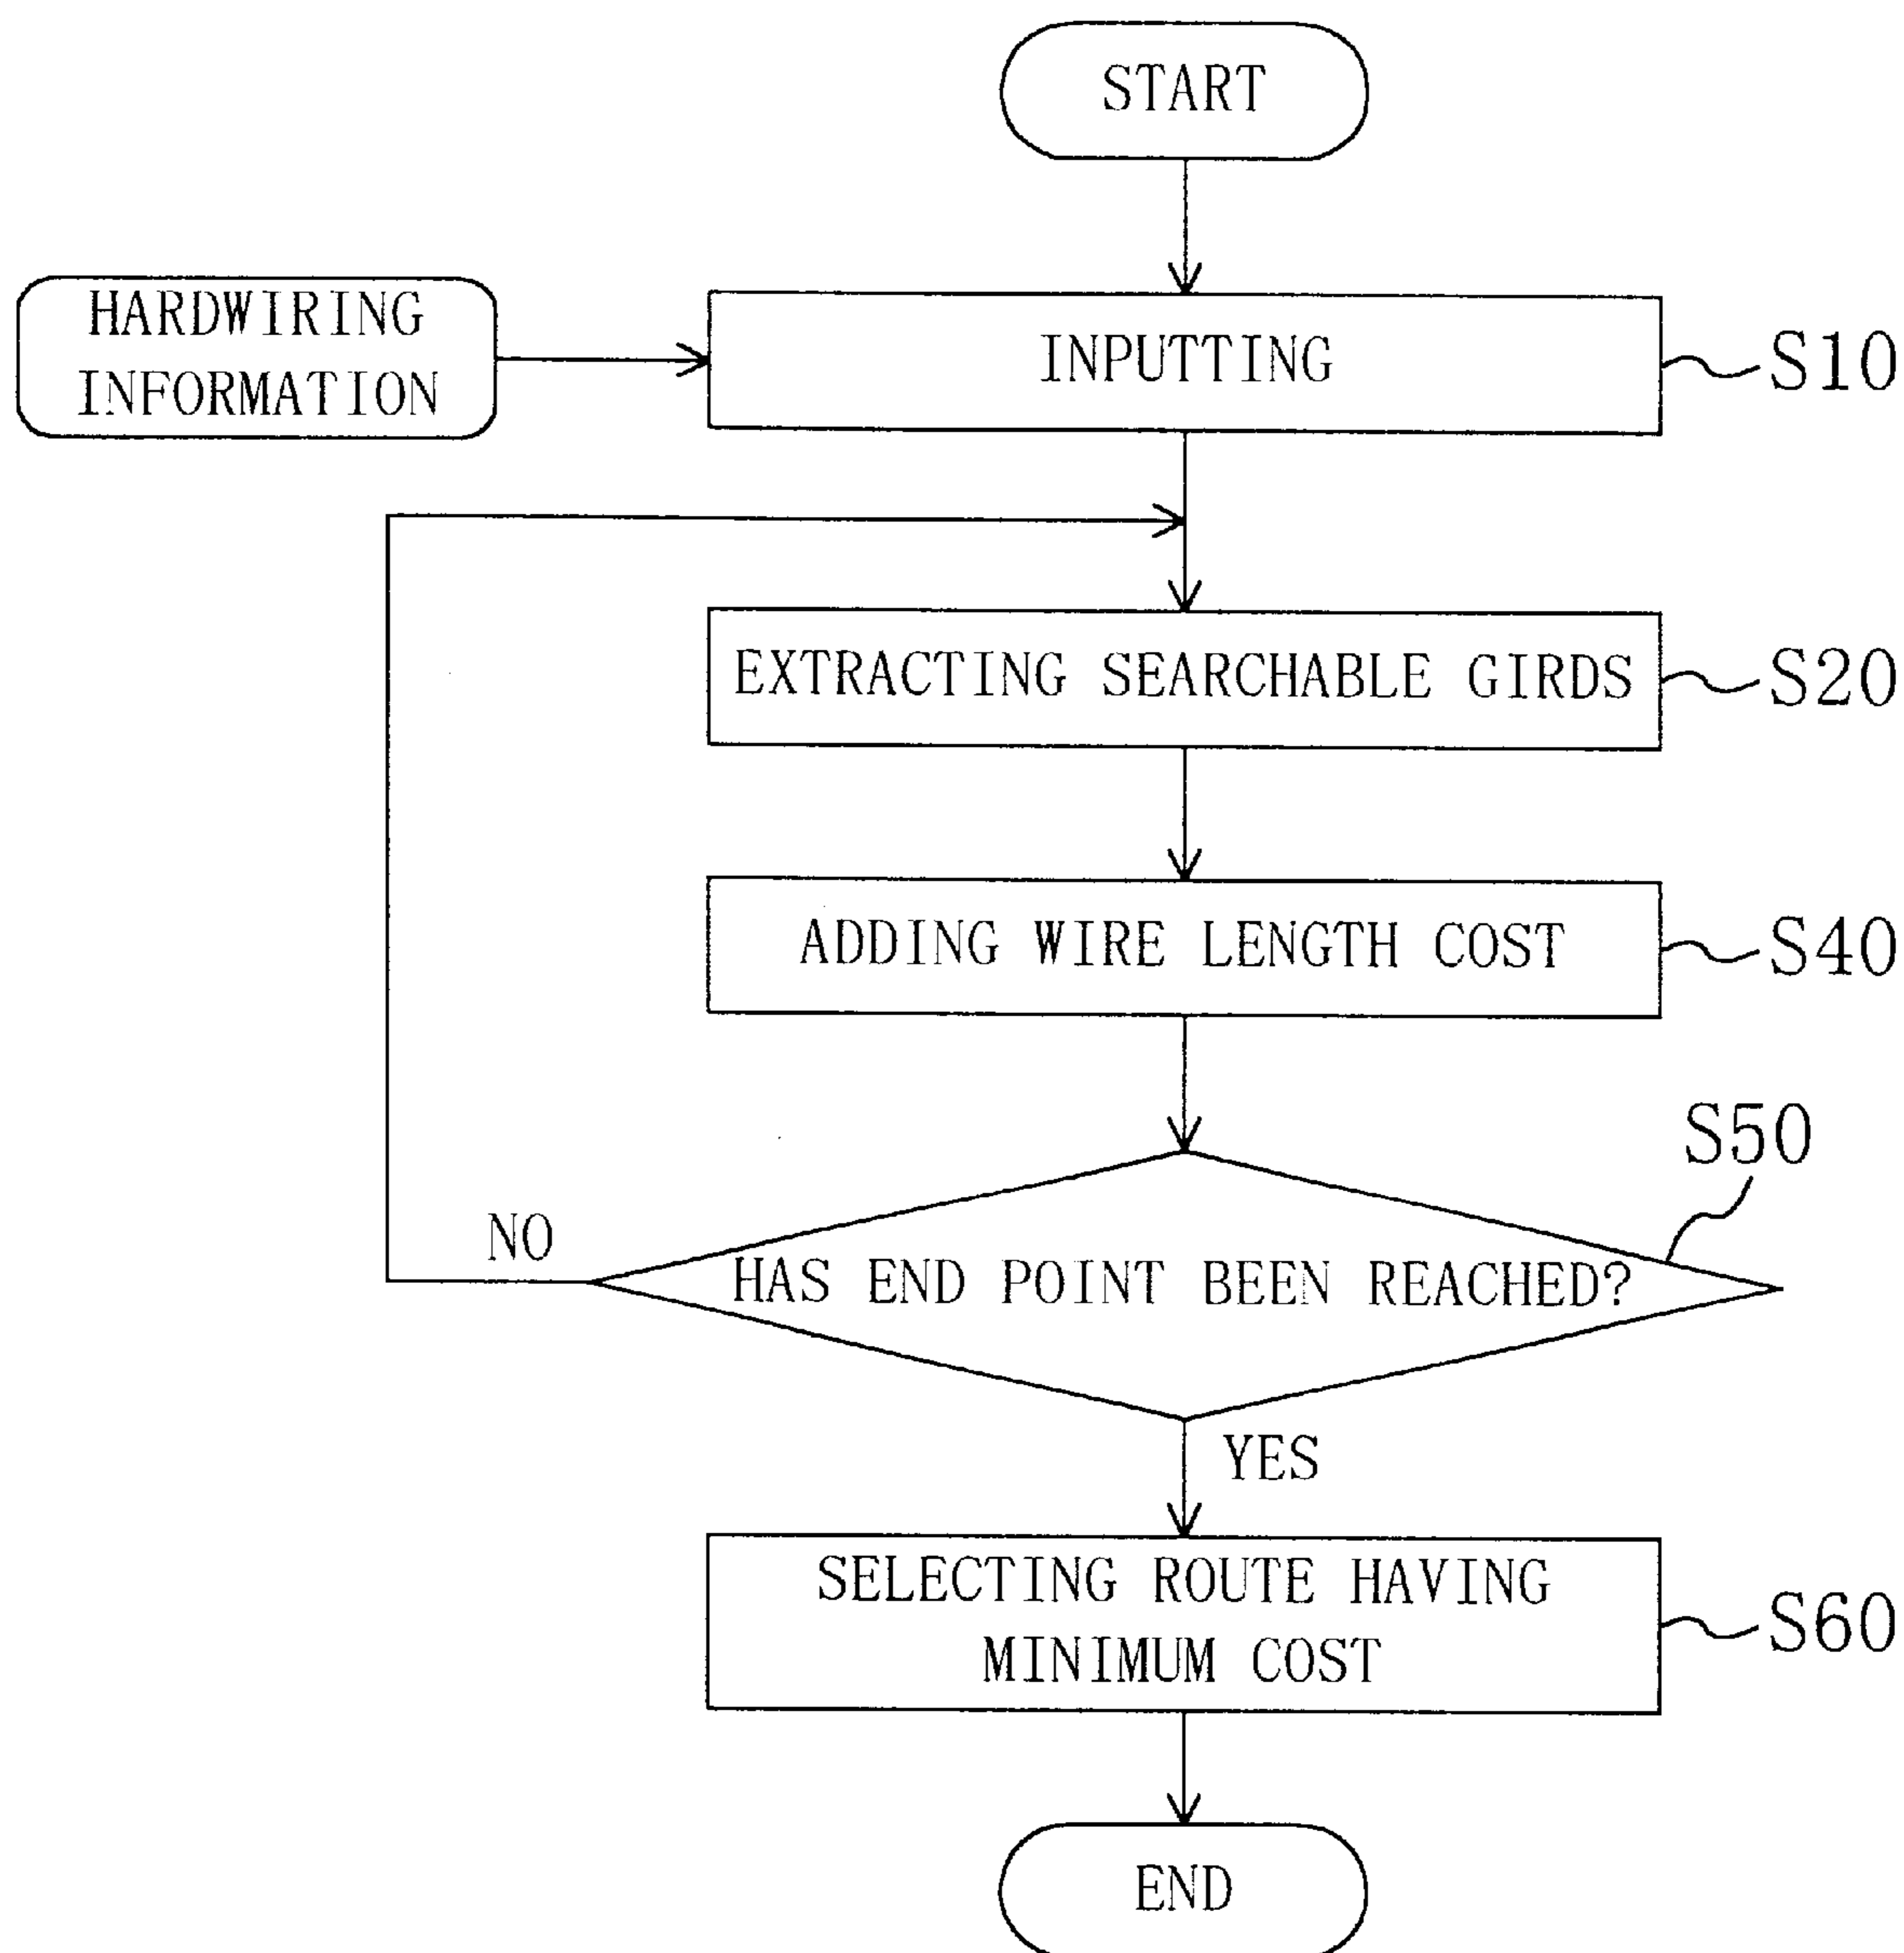 START
HARDWIRING
INFORMATION
INPUTTING
S10
EXTRACTING SEARCHABLE GIRDS
S20
ADDING WIRE LENGTH COST
S40
S50
NO
HAS END POINT BEEN REACHED?
YES
SELECTING ROUTE HAVING
MINIMUM COST
S60
END